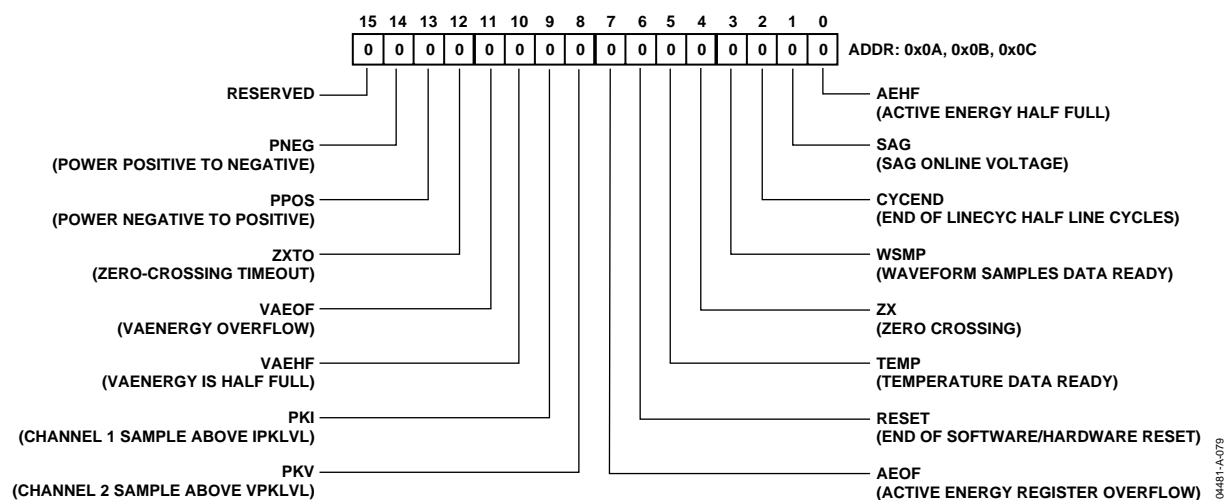 15 14 13 12 11 10 9 8 7 6 5 4 3 2 1 0
0 0 0 0 0 0 0 0 0 0 0 0 0 0 0 0 ADDR: 0x0A, 0x0B, 0x0C
RESERVED
PNEG
(POWER POSITIVE TO NEGATIVE)
PPOS
(POWER NEGATIVE TO POSITIVE)
ZXTO
(ZERO-CROSSING TIMEOUT)
VAEOF
(VAENERGY OVERFLOW)
VAEHF
(VAENERGY IS HALF FULL)
PKI
(CHANNEL 1 SAMPLE ABOVE IPKLVL)
PKV
(CHANNEL 2 SAMPLE ABOVE VPKLVL)
AEHF
(ACTIVE ENERGY HALF FULL)
SAG
(SAG ONLINE VOLTAGE)
CYCEND
(END OF LINECYC HALF LINE CYCLES)
WSMP
(WAVEFORM SAMPLES DATA READY)
ZX
(ZERO CROSSING)
TEMP
(TEMPERATURE DATA READY)
RESET
(END OF SOFTWARE/HARDWARE RESET)
AEOF
(ACTIVE ENERGY REGISTER OVERFLOW)
04481-A-079